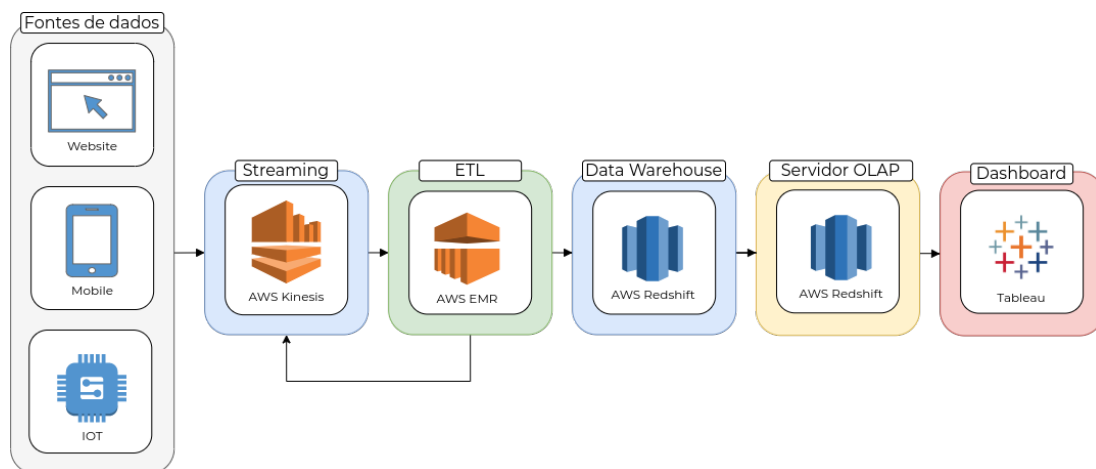 Fontes de dados
Website
Mobile
IOT
Streaming
AWS Kinesis
ETL
AWS EMR
Data Warehouse
AWS Redshift
Servidor OLAP
AWS Redshift
Dashboard
Tableau